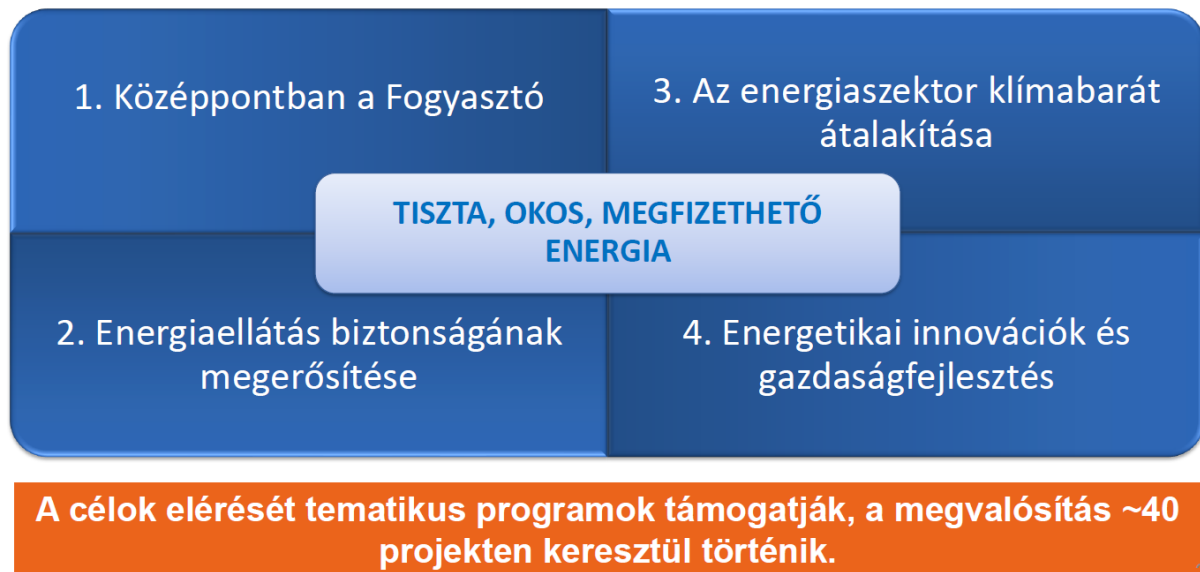 1. Középpontban a Fogyasztó
3. Az energiaszektor klímabarát
átalakítása
TISZTA, OKOS, MEGFIZETHETŐ
ENERGIA
2. Energiaellátás biztonságának
megerősítése
4. Energetikai innovációk és
gazdaságfejlesztés
A célok elérését tematikus programok támogatják, a megvalósítás ~40
projekten keresztül történik.